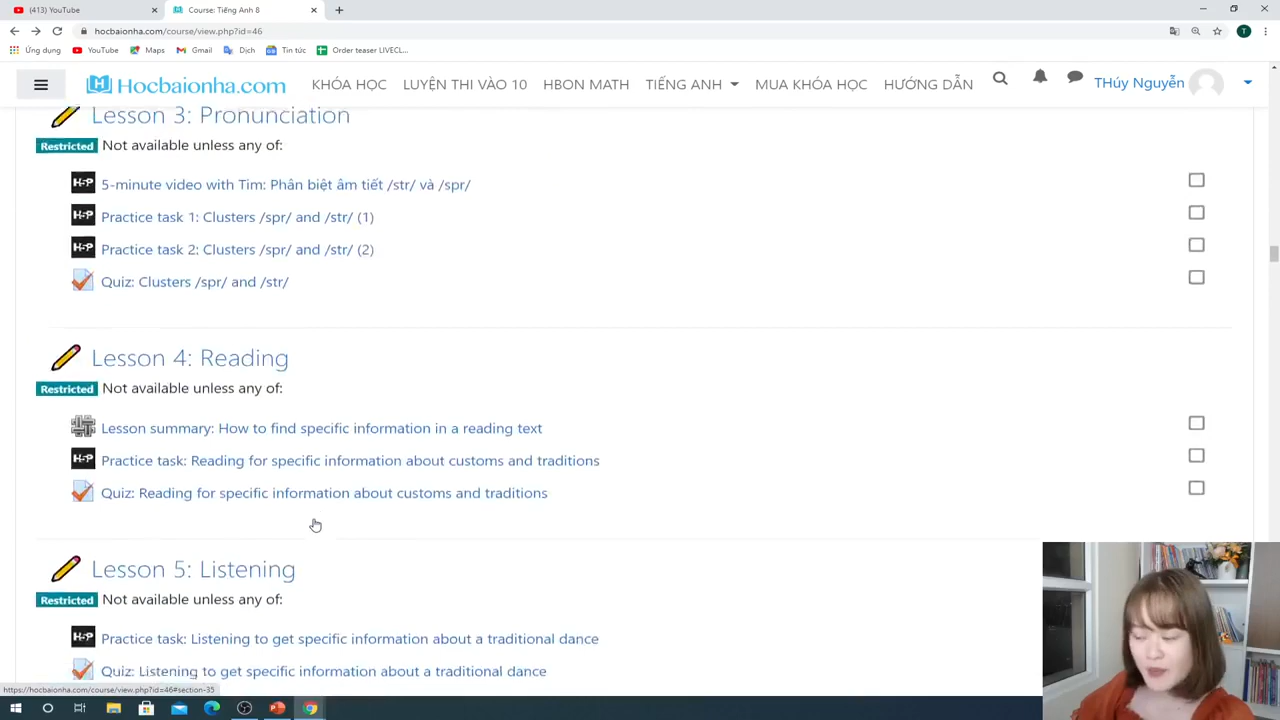 (413) YouTube
Course: Tiếng Anh 8
hocbaionha.com/course/view.php?id=46
Ứng dụng YouTube Maps Gmail Dịch Tin tức Order teaser LIVECL...
Hocbaionha.com KHÓA HỌC LUYỆN THI VÀO 10 HBON MATH TIẾNG ANH MUA KHÓA HỌC HƯỚNG DẪN THúy Nguyễn
Lesson 3: Pronunciation
Restricted Not available unless any of:
H-P 5-minute video with Tim: Phân biệt âm tiết /str/ và /spr/
H-P Practice task 1: Clusters /spr/ and /str/ (1)
H-P Practice task 2: Clusters /spr/ and /str/ (2)
Quiz: Clusters /spr/ and /str/
Lesson 4: Reading
Restricted Not available unless any of:
Lesson summary: How to find specific information in a reading text
H-P Practice task: Reading for specific information about customs and traditions
Quiz: Reading for specific information about customs and traditions
Lesson 5: Listening
Restricted Not available unless any of:
H-P Practice task: Listening to get specific information about a traditional dance
Quiz: Listening to get specific information about a traditional dance
https://hocbaionha.com/course/view.php?id=46#section-35